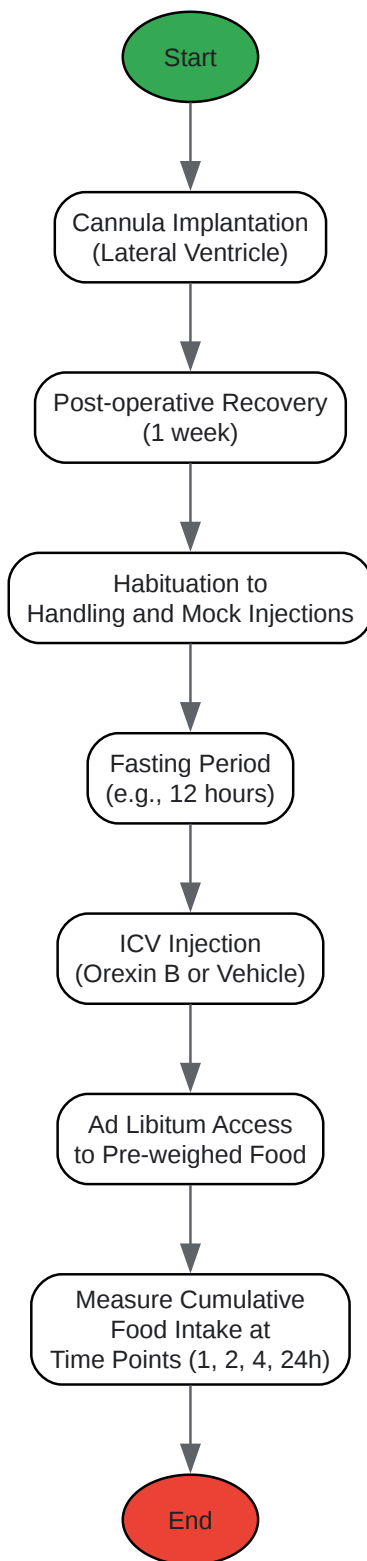 Start
Cannula Implantation
(Lateral Ventricle)
Post-operative Recovery
(1 week)
Habituation to
Handling and Mock Injections
Fasting Period
(e.g., 12 hours)
ICV Injection
(Orexin B or Vehicle)
Ad Libitum Access
to Pre-weighed Food
Measure Cumulative
Food Intake at
Time Points (1, 2, 4, 24h)
End